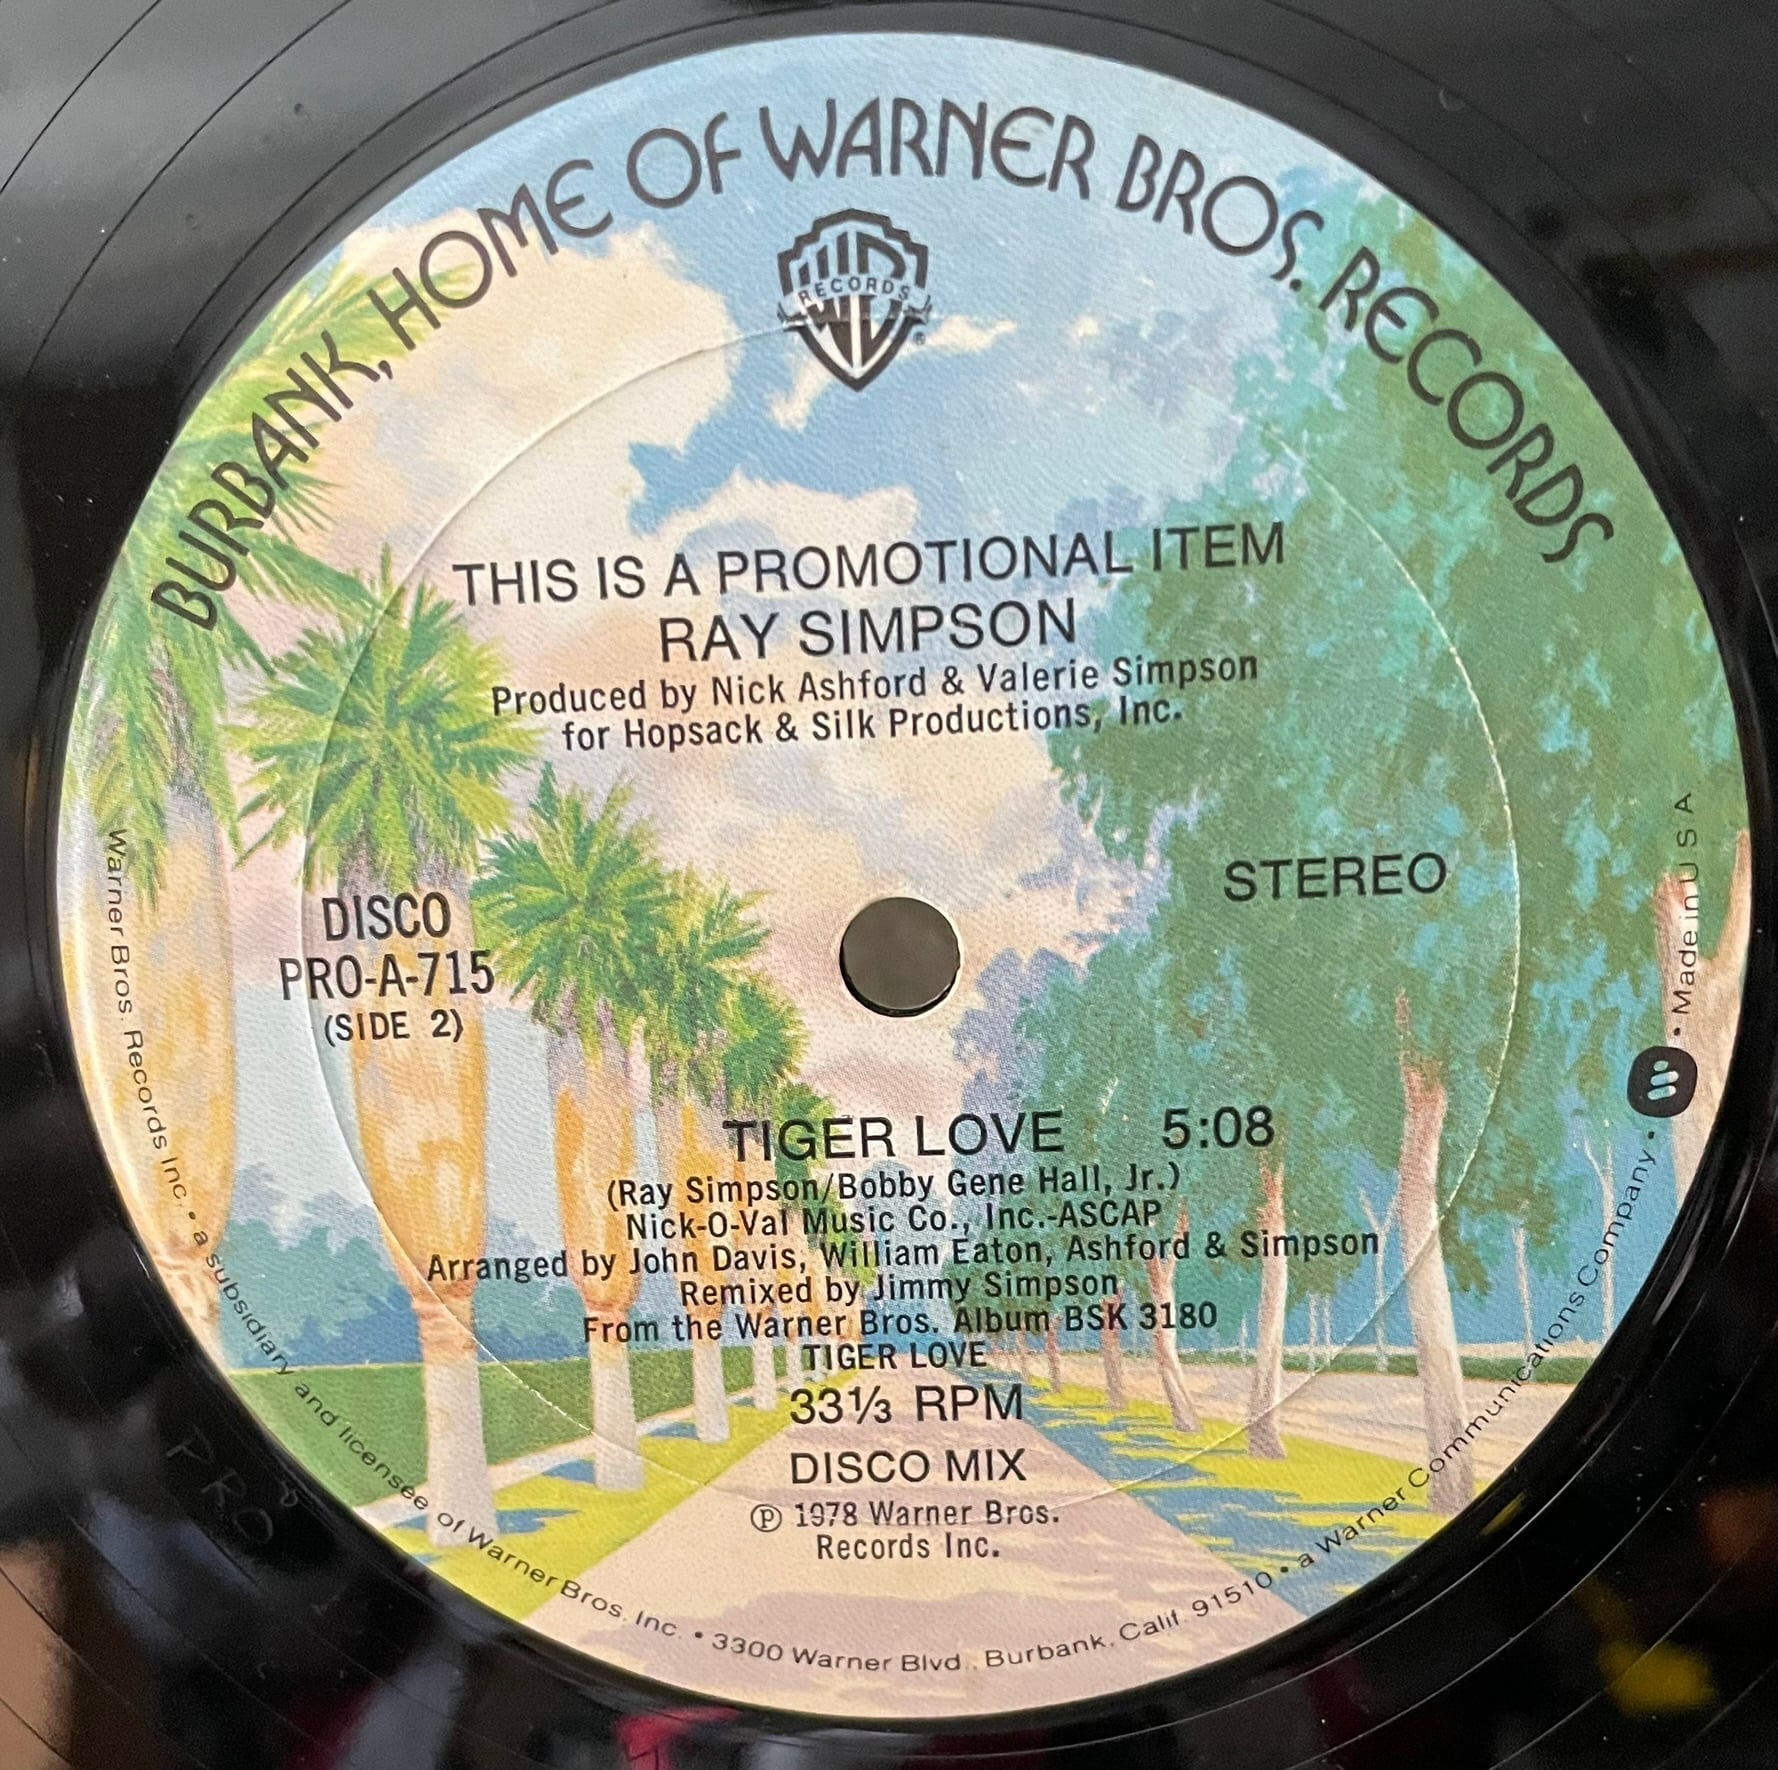 BURBANK, HOME OF WARNER BROS. RECORDS
RECORDS
THIS IS A PROMOTIONAL ITEM
RAY SIMPSON
Produced by Nick Ashford & Valerie Simpson
for Hopsack & Silk Productions, Inc.
STEREO
DISCO
PRO-A-715
(SIDE 2)
TIGER LOVE 5:08
(Ray Simpson/Bobby Gene Hall, Jr.)
Nick-O-Val Music Co., Inc.-ASCAP
Arranged by John Davis, William Eaton, Ashford & Simpson
Remixed by Jimmy Simpson
From the Warner Bros. Album BSK 3180
TIGER LOVE
33⅓ RPM
DISCO MIX
℗ 1978 Warner Bros.
Records Inc.
Warner Bros. Records Inc. • a subsidiary and licensee of Warner Bros. Inc. • 3300 Warner Blvd., Burbank, Calif. 91510 • a Warner Communications Company • Made in U S A
PRO